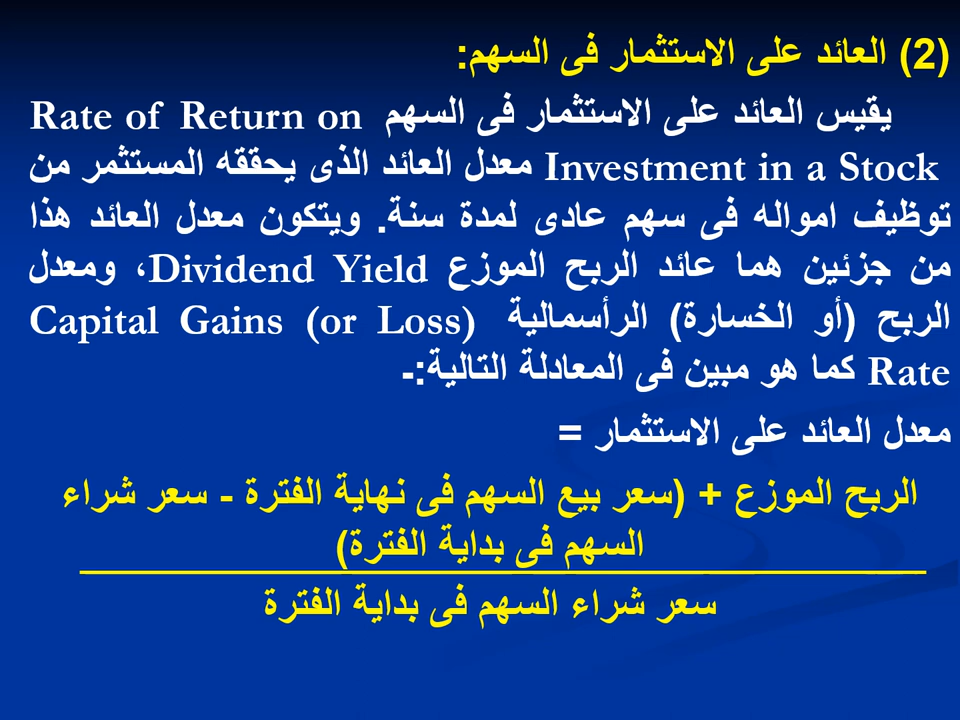 (2) العائد على الاستثمار فى السهم:
يقيس العائد على الاستثمار فى السهم Rate of Return on
Investment in a Stock معدل العائد الذى يحققه المستثمر من
توظيف امواله فى سهم عادى لمدة سنة. ويتكون معدل العائد هذا
من جزئين هما عائد الربح الموزع Dividend Yield، ومعدل
الربح (أو الخسارة) الرأسمالية Capital Gains (or Loss)
Rate كما هو مبين فى المعادلة التالية:-
معدل العائد على الاستثمار =
الربح الموزع + (سعر بيع السهم فى نهاية الفترة - سعر شراء
السهم فى بداية الفترة)
سعر شراء السهم فى بداية الفترة